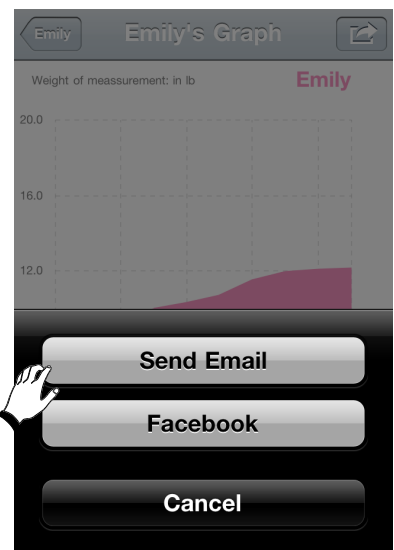 Emily
Emily's Graph
Weight of meassurement: in lb
Emily
20.0
16.0
12.0
Send Email
Facebook
Cancel